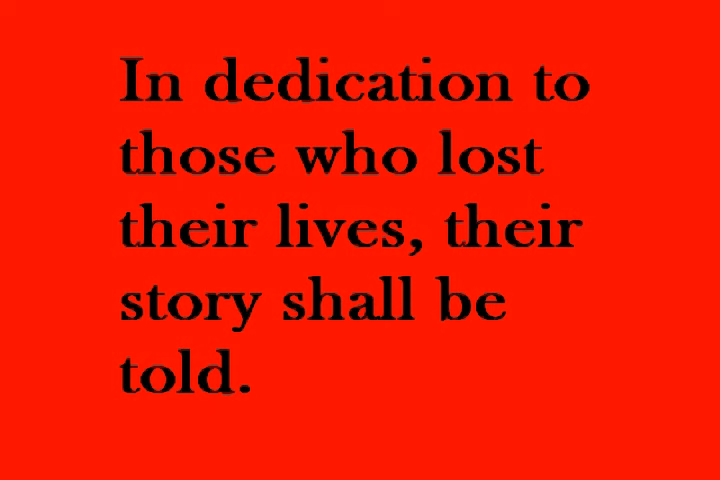 In dedication to
those who lost
their lives, their
story shall be
told.